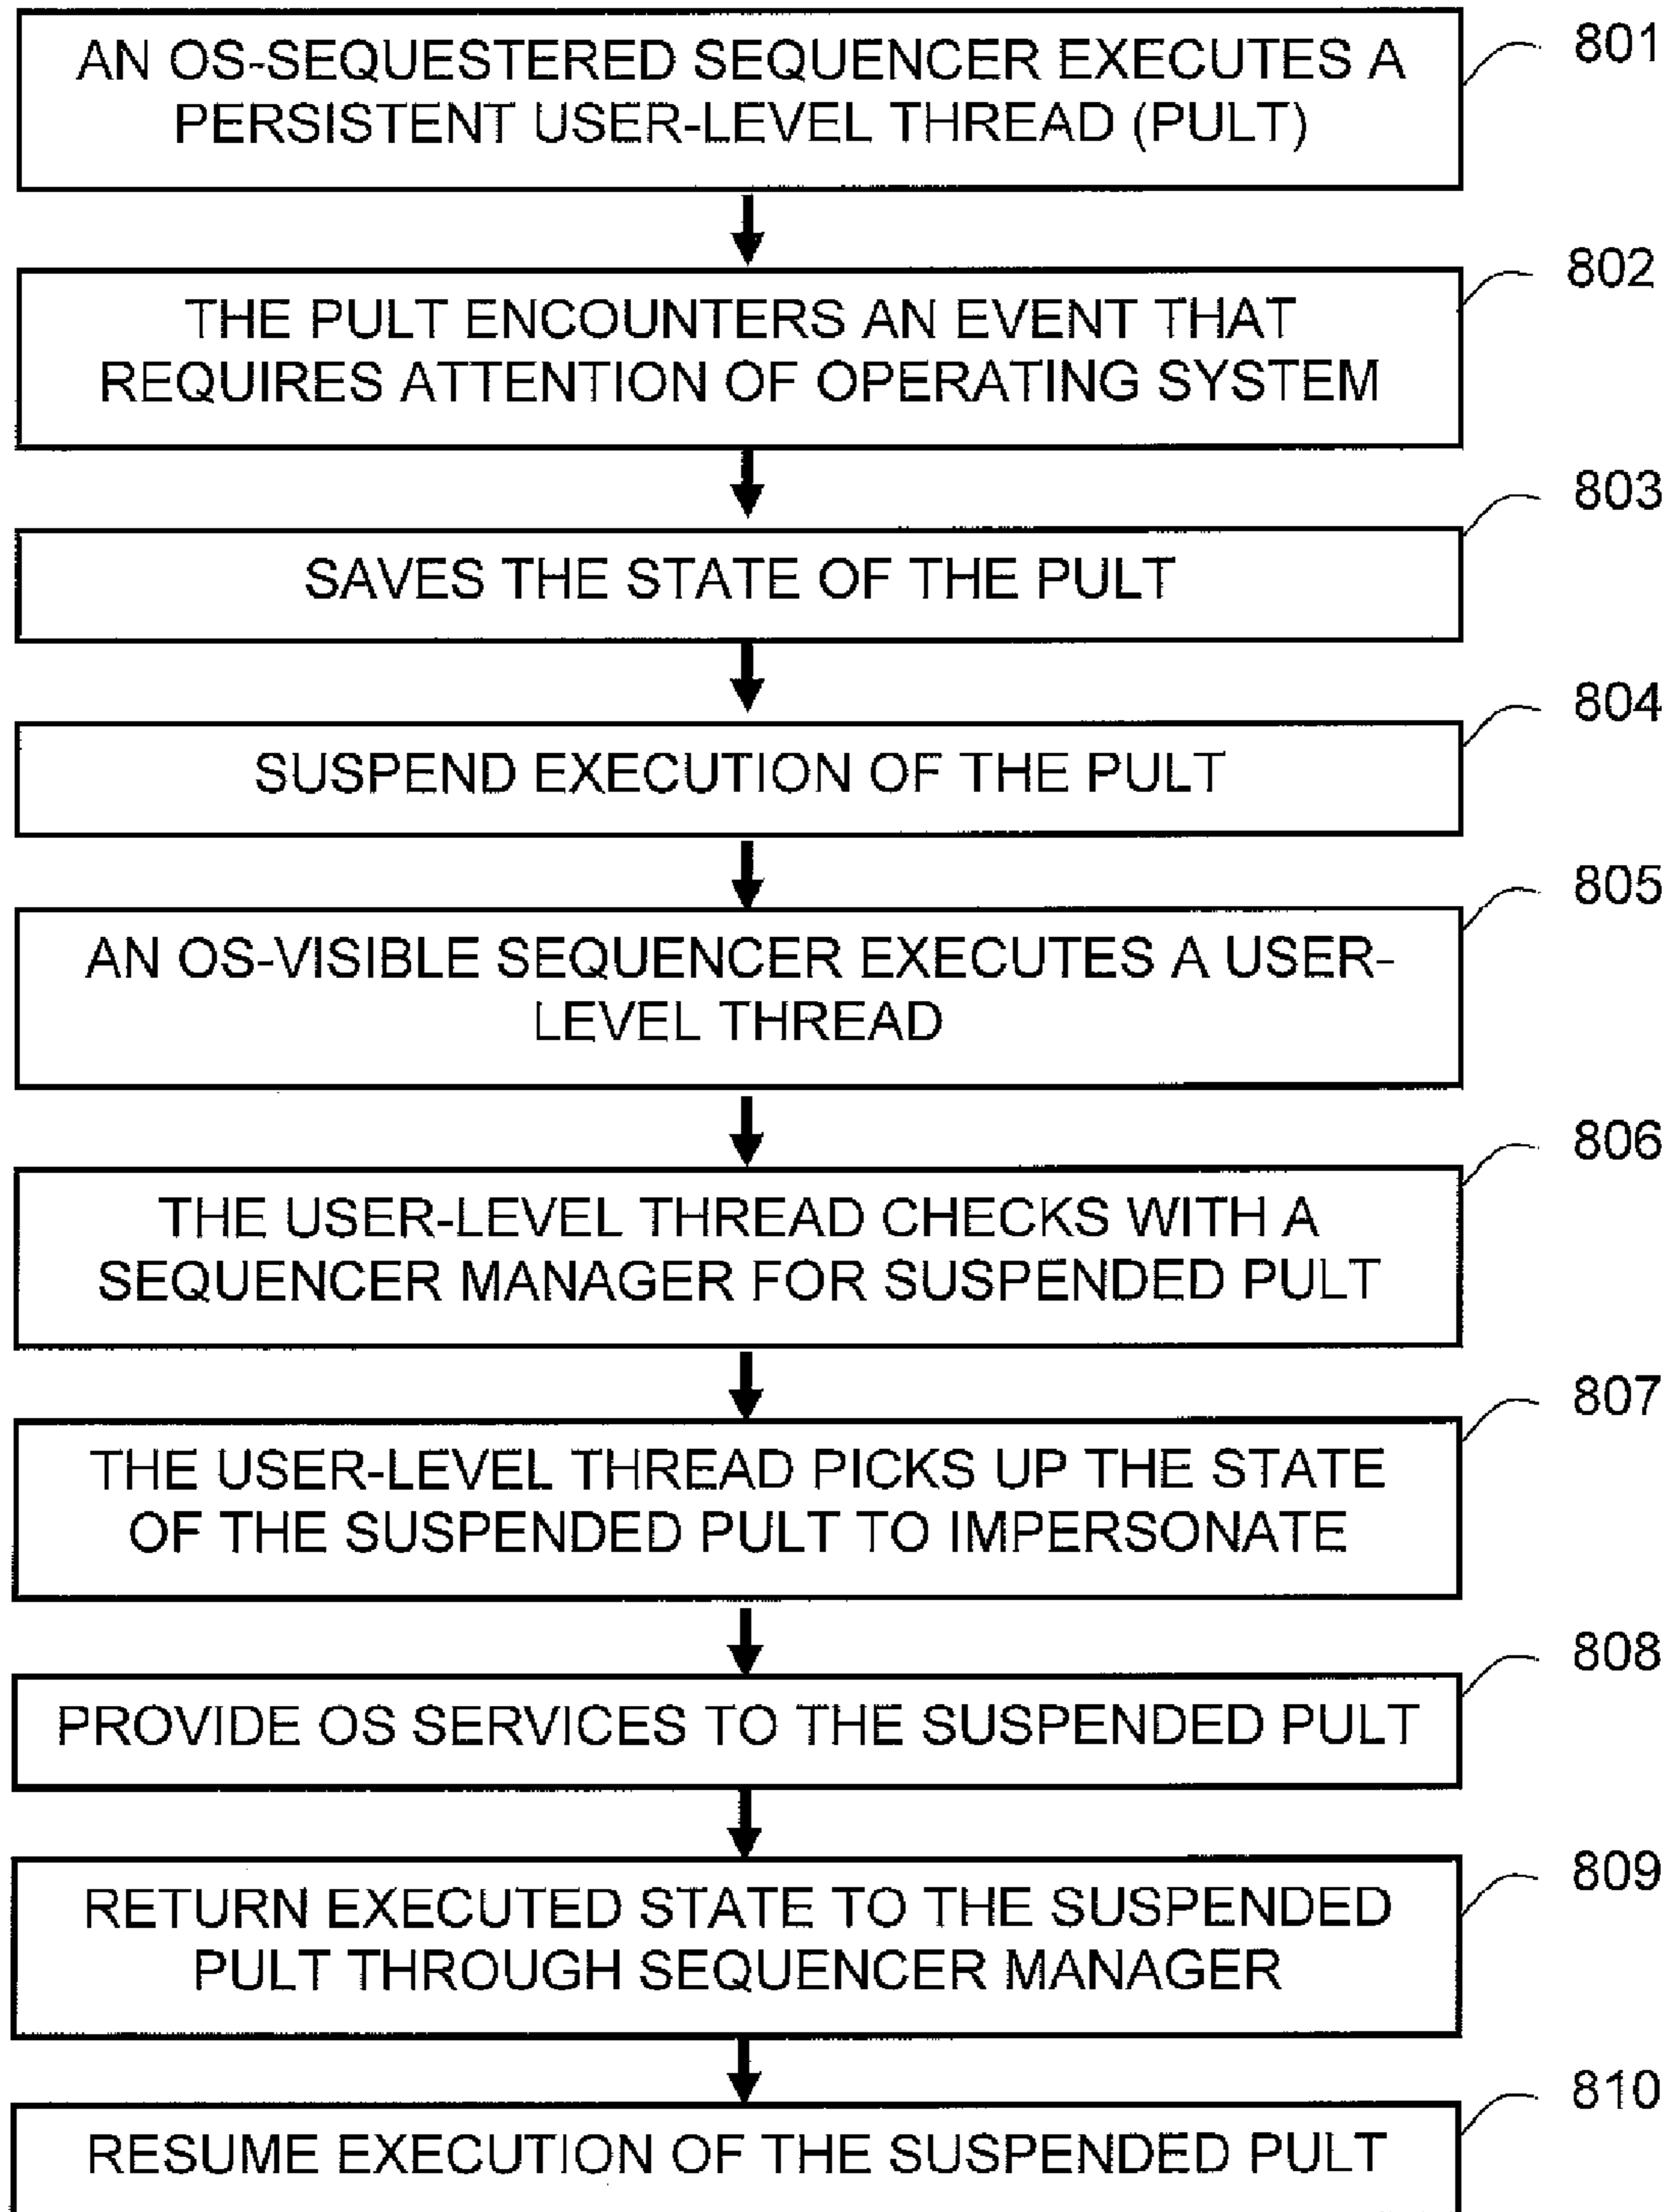 AN OS-SEQUESTERED SEQUENCER EXECUTES A
PERSISTENT USER-LEVEL THREAD (PULT)
801
THE PULT ENCOUNTERS AN EVENT THAT
REQUIRES ATTENTION OF OPERATING SYSTEM
802
SAVES THE STATE OF THE PULT
803
SUSPEND EXECUTION OF THE PULT
804
AN OS-VISIBLE SEQUENCER EXECUTES A USER-
LEVEL THREAD
805
THE USER-LEVEL THREAD CHECKS WITH A
SEQUENCER MANAGER FOR SUSPENDED PULT
806
THE USER-LEVEL THREAD PICKS UP THE STATE
OF THE SUSPENDED PULT TO IMPERSONATE
807
PROVIDE OS SERVICES TO THE SUSPENDED PULT
808
RETURN EXECUTED STATE TO THE SUSPENDED
PULT THROUGH SEQUENCER MANAGER
809
RESUME EXECUTION OF THE SUSPENDED PULT
810